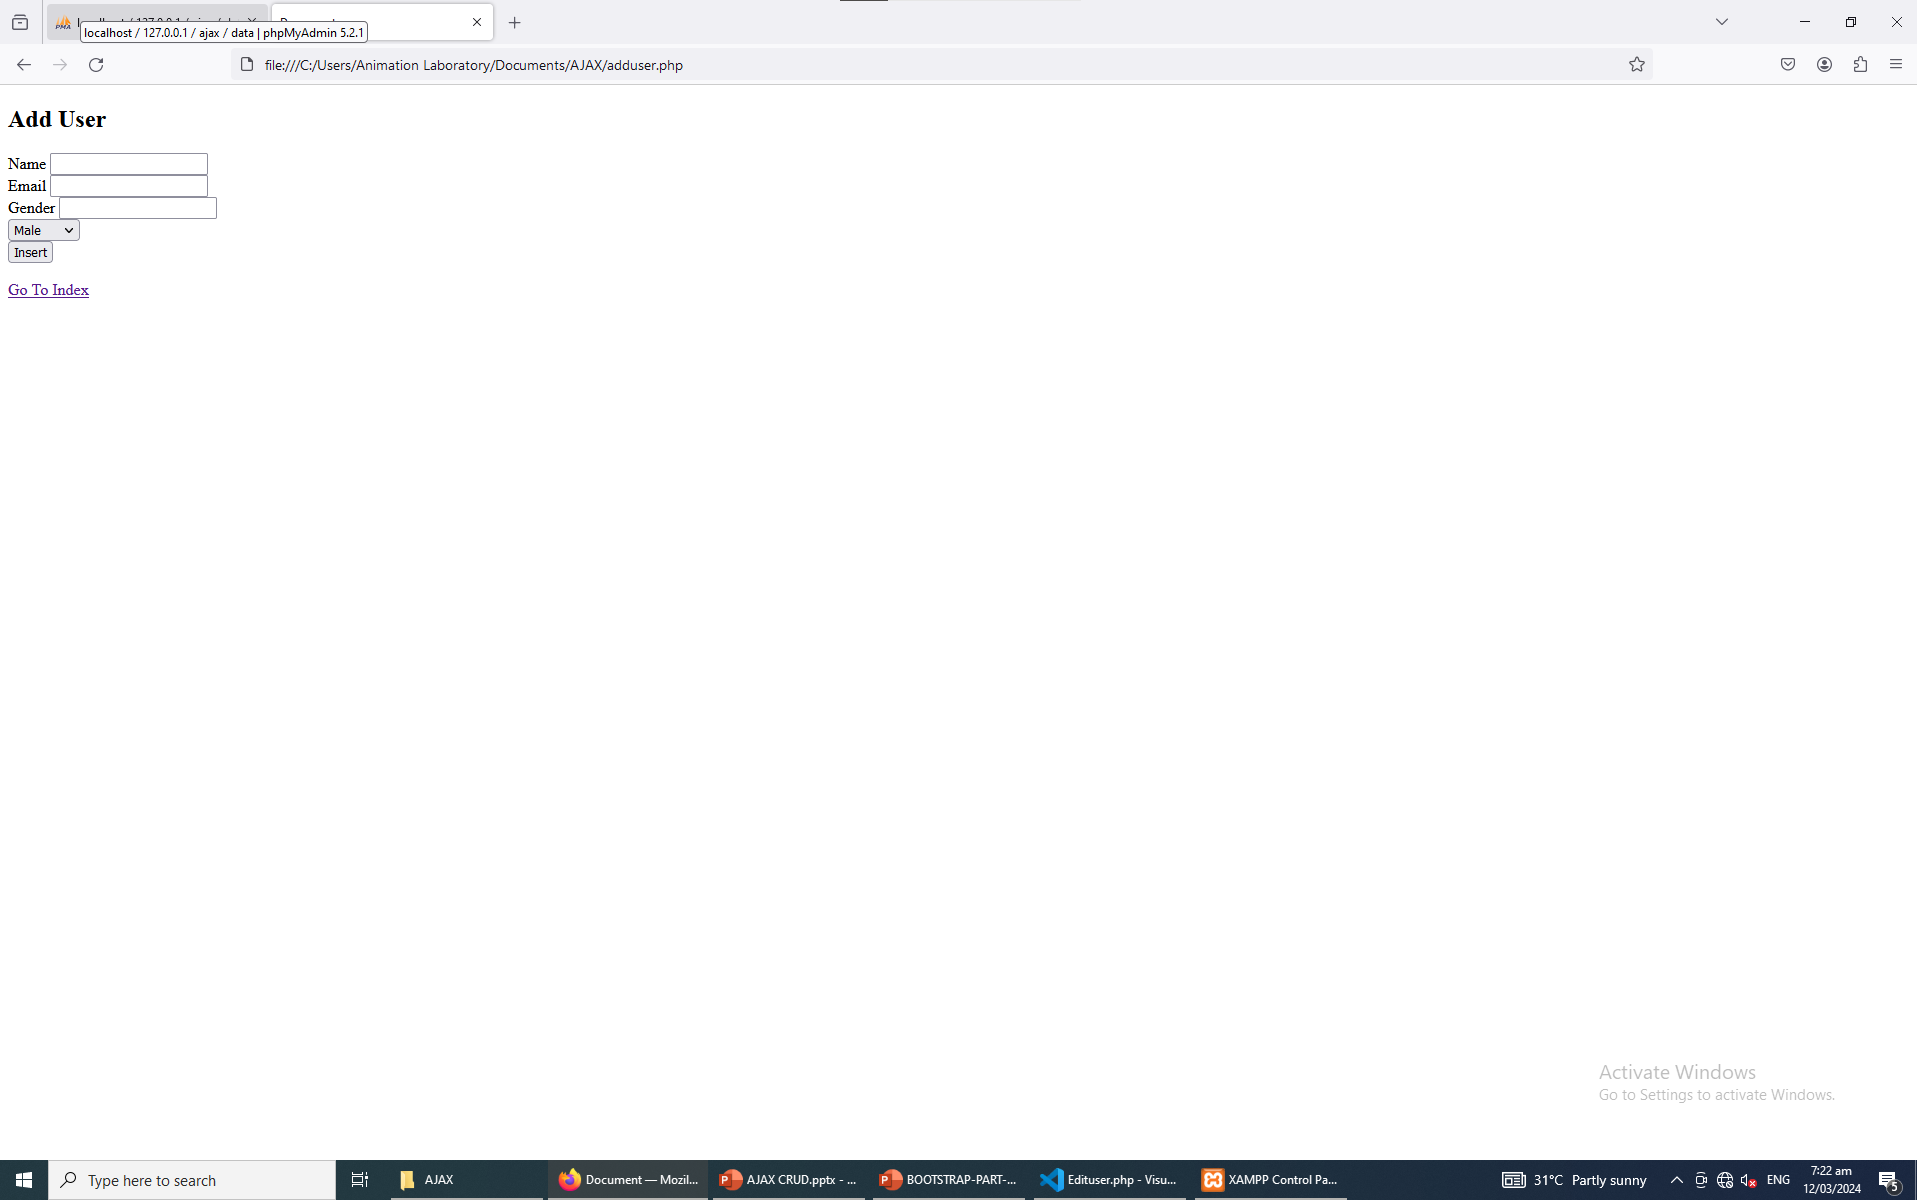 localhost / 127.0.0.1 / ajax / data | phpMyAdmin 5.2.1
file:///C:/Users/Animation Laboratory/Documents/AJAX/adduser.php
Add User
Name
Email
Gender
Male
Insert
Go To Index
Activate Windows
Go to Settings to activate Windows.
Type here to search
AJAX
Document — Mozil...
AJAX CRUD.pptx - ...
BOOTSTRAP-PART-...
Edituser.php - Visu...
XAMPP Control Pa...
31°C Partly sunny
ENG
7:22 am
12/03/2024
5